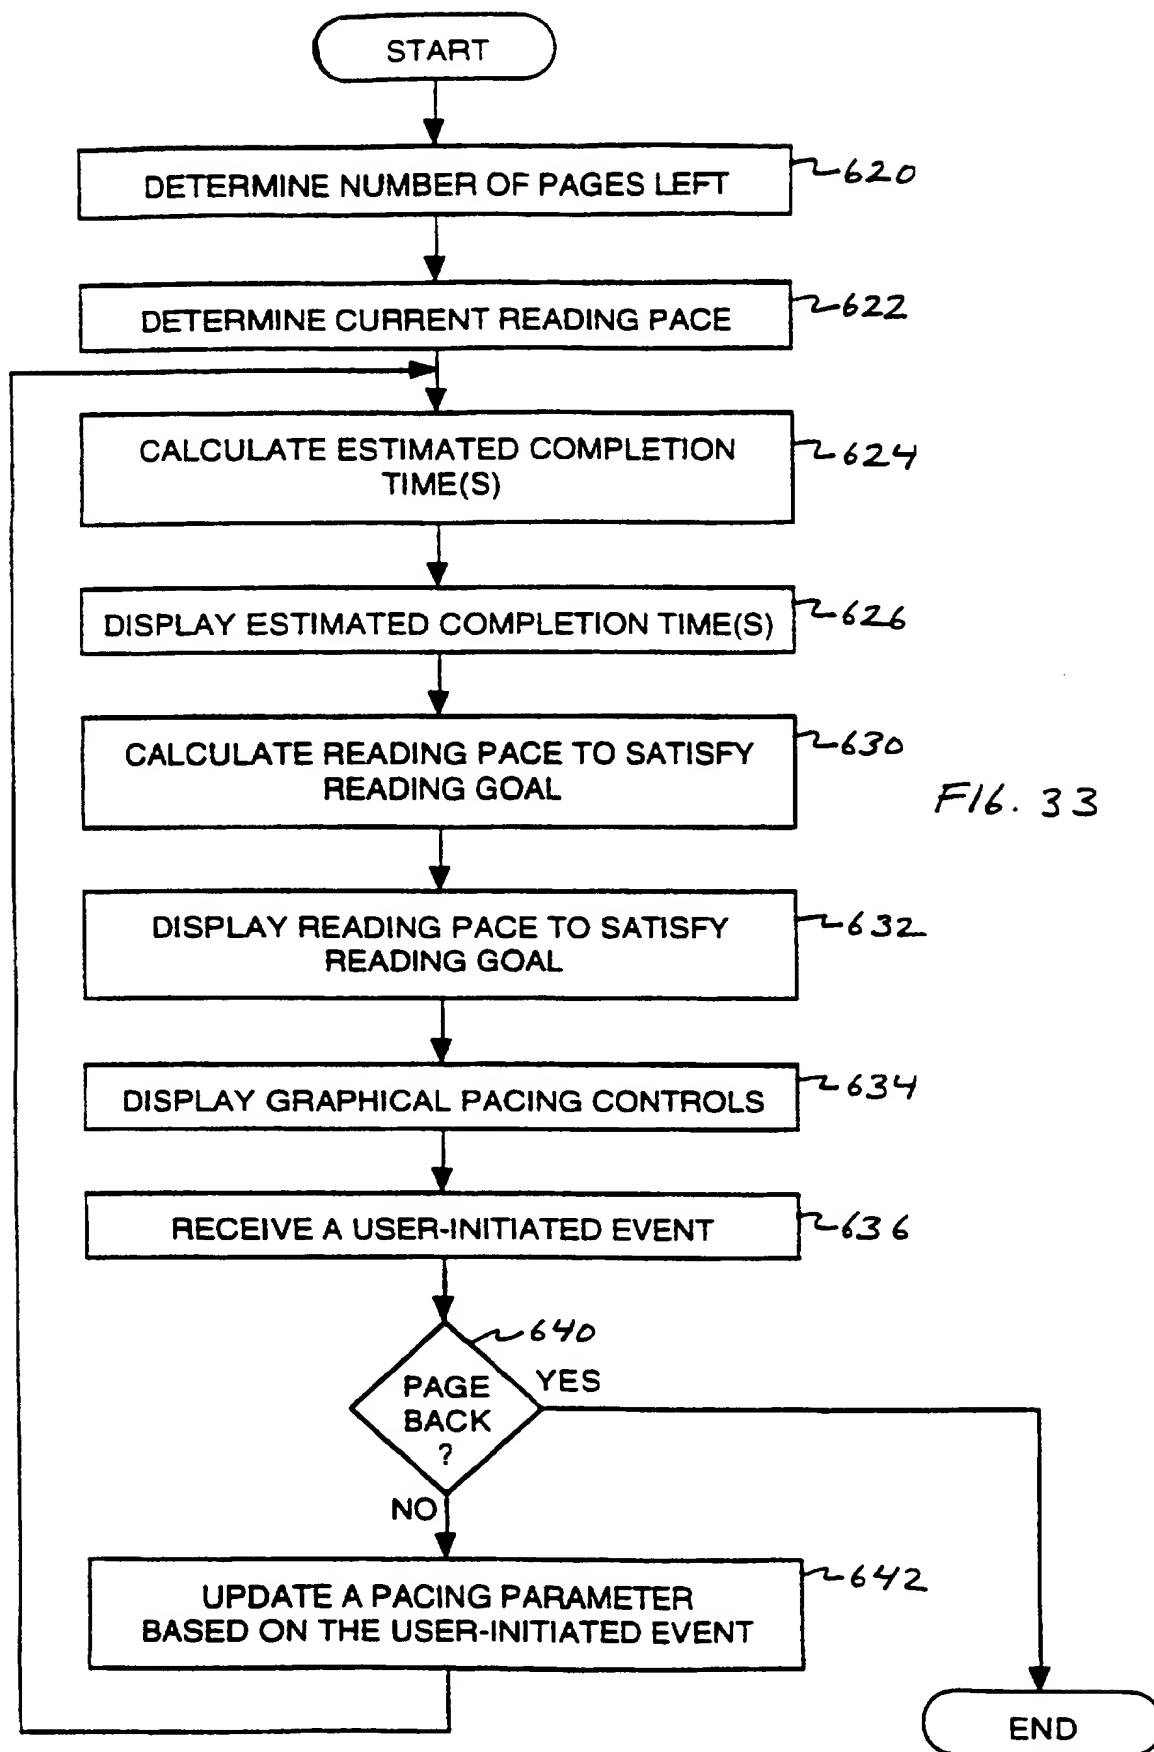 START
DETERMINE NUMBER OF PAGES LEFT
620
DETERMINE CURRENT READING PACE
622
CALCULATE ESTIMATED COMPLETION
TIME(S)
624
DISPLAY ESTIMATED COMPLETION TIME(S)
626
CALCULATE READING PACE TO SATISFY
READING GOAL
630
FIG. 33
DISPLAY READING PACE TO SATISFY
READING GOAL
632
DISPLAY GRAPHICAL PACING CONTROLS
634
RECEIVE A USER-INITIATED EVENT
636
640
PAGE
BACK
?
YES
NO
UPDATE A PACING PARAMETER
BASED ON THE USER-INITIATED EVENT
642
END